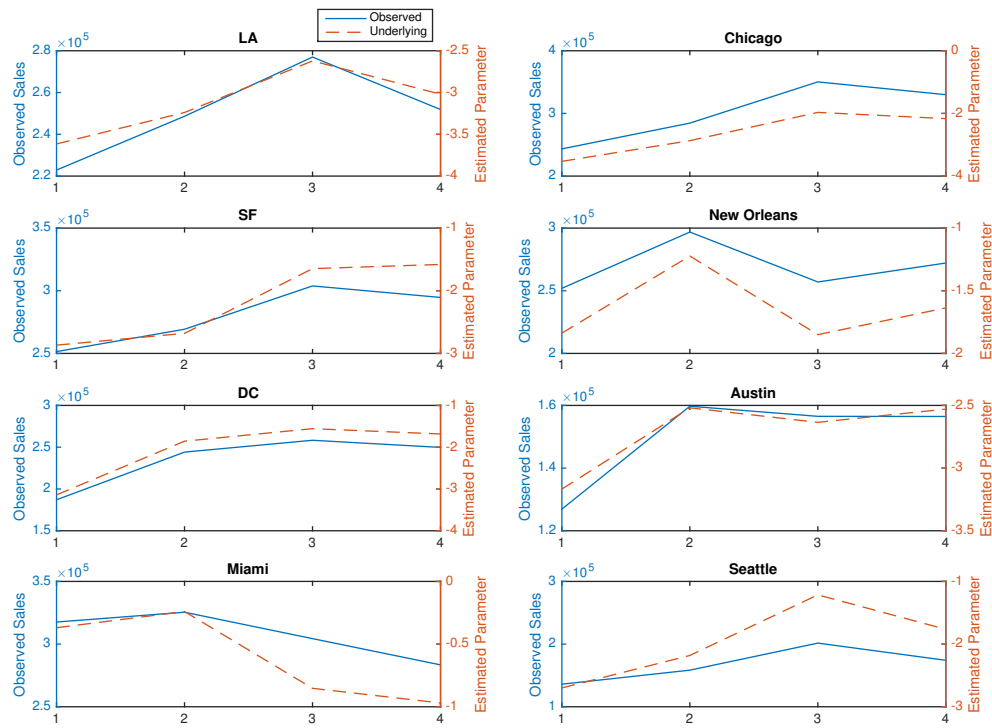 Observed
Underlying
LA
×10^5
Observed Sales
2.8
2.6
2.4
2.2
-2.5
-3
-3.5
-4
Estimated Parameter
1 2 3 4
Chicago
×10^5
Observed Sales
4
3
2
0
-2
-4
Estimated Parameter
1 2 3 4
SF
×10^5
Observed Sales
3.5
3
2.5
-1
-2
-3
Estimated Parameter
1 2 3 4
New Orleans
×10^5
Observed Sales
3
2.5
2
-1
-1.5
-2
Estimated Parameter
1 2 3 4
DC
×10^5
Observed Sales
3
2.5
2
1.5
-1
-2
-3
-4
Estimated Parameter
1 2 3 4
Austin
×10^5
Observed Sales
1.6
1.4
1.2
-2.5
-3
-3.5
Estimated Parameter
1 2 3 4
Miami
×10^5
Observed Sales
3.5
3
2.5
0
-0.5
-1
Estimated Parameter
1 2 3 4
Seattle
×10^5
Observed Sales
3
2
1
-1
-2
-3
Estimated Parameter
1 2 3 4